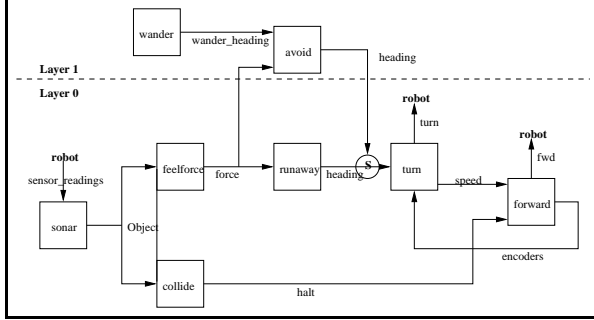 wander
wander_heading
avoid
heading
Layer 1
Layer 0
robot
turn
robot
fwd
robot
sensor_readings
feelforce
force
runaway
heading
S
turn
speed
forward
sonar
Object
encoders
collide
halt